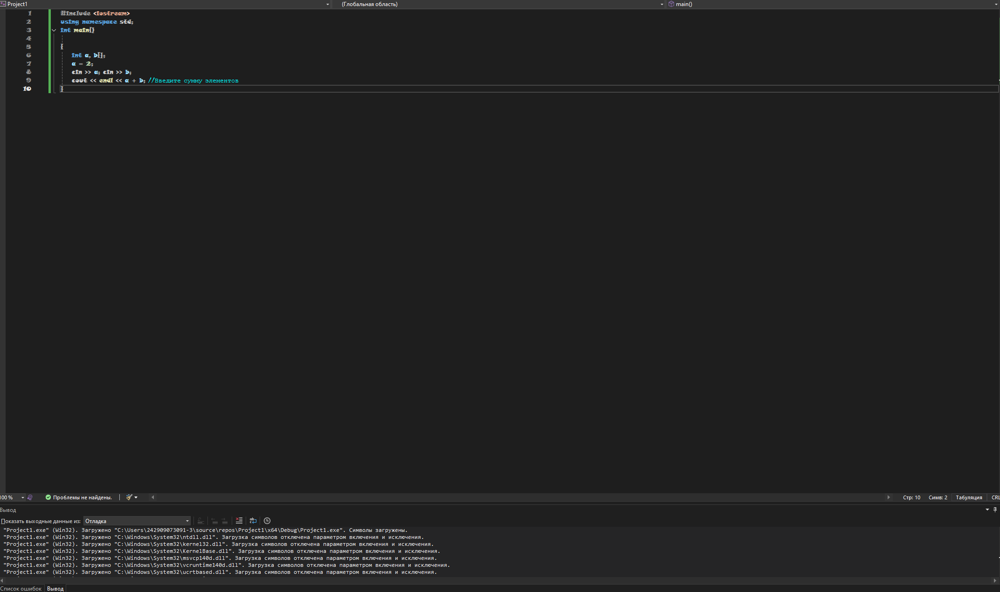 Project1 (Глобальная область) main()
1 #include <iostream>
2 using namespace std;
3 int main()
4
5 {
6 int a, b{};
7 a = 2;
8 cin >> a; cin >> b;
9 cout << endl << a + b; //Введите сумму элементов
10 }
100 % Проблемы не найдены. Стр: 10 Симв: 2 Табуляция CRL
Вывод
Показать выходные данные из: Отладка
"Project1.exe" (Win32). Загружено "C:\Users\242909073091-3\source\repos\Project1\x64\Debug\Project1.exe". Символы загружены.
"Project1.exe" (Win32). Загружено "C:\Windows\System32\ntdll.dll". Загрузка символов отключена параметром включения и исключения.
"Project1.exe" (Win32). Загружено "C:\Windows\System32\kernel32.dll". Загрузка символов отключена параметром включения и исключения.
"Project1.exe" (Win32). Загружено "C:\Windows\System32\KernelBase.dll". Загрузка символов отключена параметром включения и исключения.
"Project1.exe" (Win32). Загружено "C:\Windows\System32\msvcp140d.dll". Загрузка символов отключена параметром включения и исключения.
"Project1.exe" (Win32). Загружено "C:\Windows\System32\vcruntime140d.dll". Загрузка символов отключена параметром включения и исключения.
"Project1.exe" (Win32). Загружено "C:\Windows\System32\ucrtbased.dll". Загрузка символов отключена параметром включения и исключения.
Список ошибок Вывод